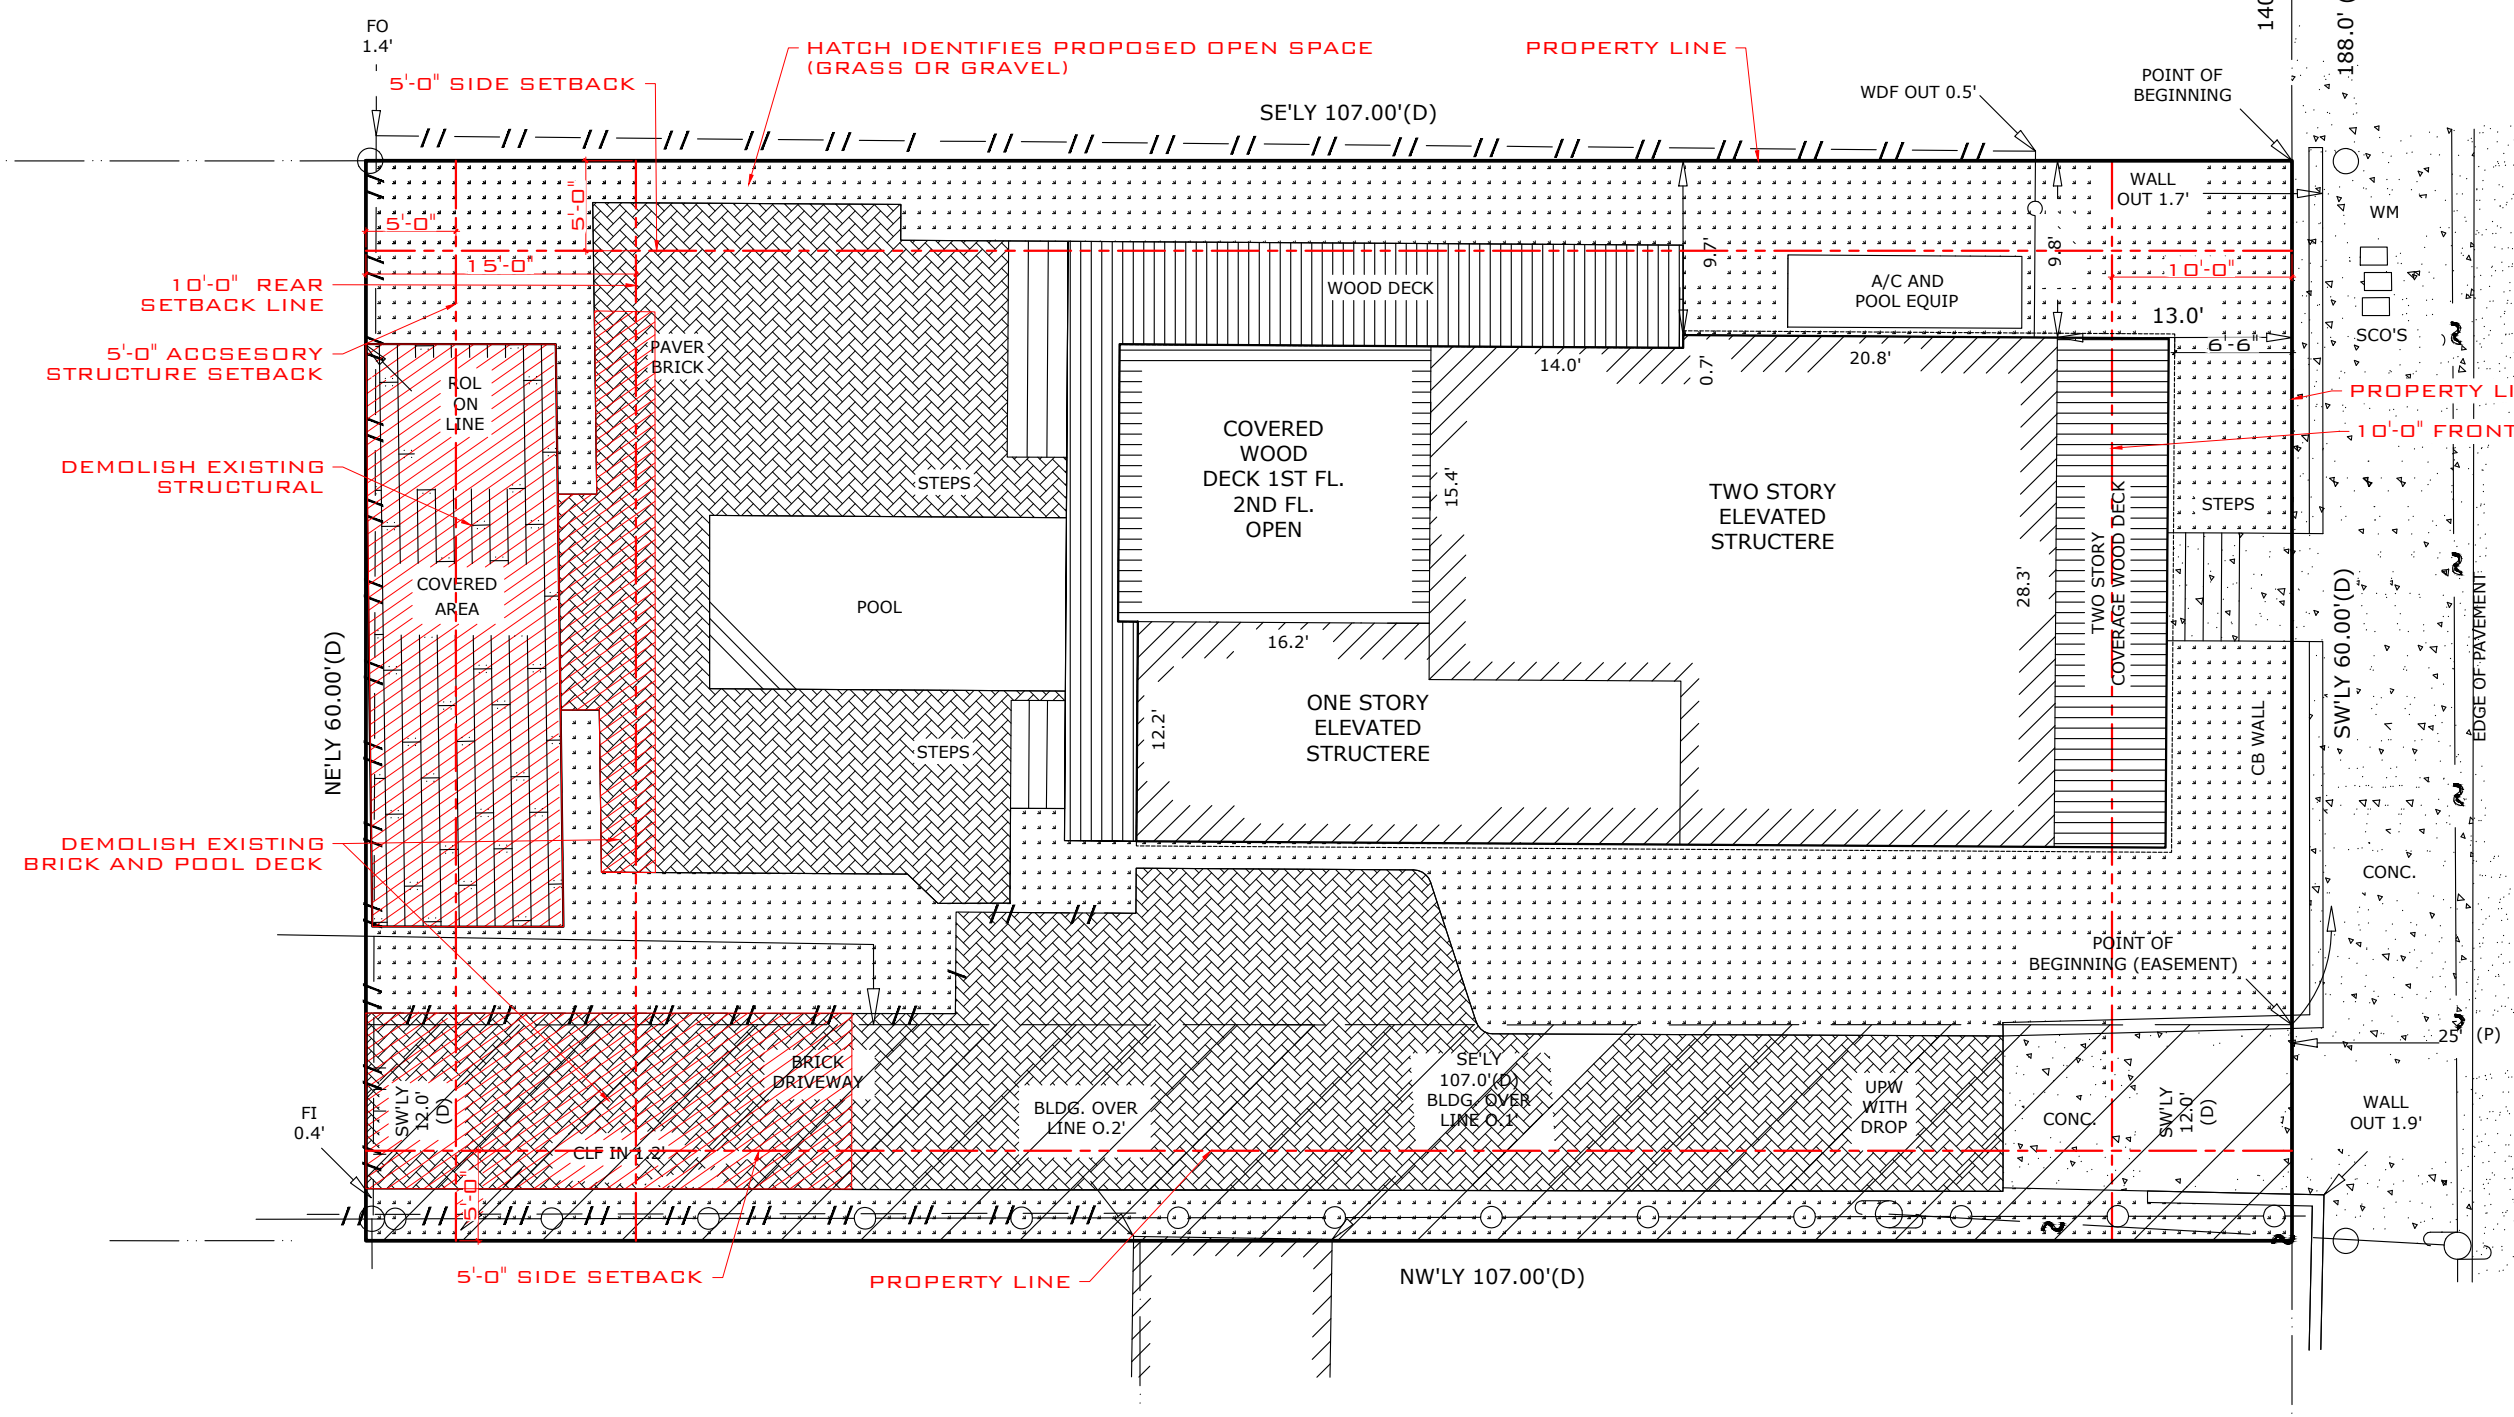 FO
1.4'
HATCH IDENTIFIES PROPOSED OPEN SPACE
(GRASS OR GRAVEL)
5'-0" SIDE SETBACK
PROPERTY LINE
SE'LY 107.00'(D)
WDF OUT 0.5'
POINT OF
BEGINNING
140
188.0'
WALL
OUT 1.7'
WM
5'-0"
5'-0"
15'-0"
10'-0" REAR
SETBACK LINE
WOOD DECK
9.7'
A/C AND
POOL EQUIP
9.8'
10'-0"
13.0'
6'-6"
SCO'S
5'-0" ACCSESORY
STRUCTURE SETBACK
PAVER
BRICK
ROL
ON
LINE
14.0'
0.7'
20.8'
PROPERTY LI
10'-0" FRONT
COVERED
WOOD
DECK 1ST FL.
2ND FL.
OPEN
15.4'
TWO STORY
ELEVATED
STRUCTERE
DEMOLISH EXISTING
STRUCTURAL
STEPS
STEPS
TWO STORY
COVERAGE WOOD DECK
28.3'
COVERED
AREA
POOL
16.2'
NE'LY 60.00'(D)
SW'LY 60.00'(D)
EDGE OF PAVEMENT
ONE STORY
ELEVATED
STRUCTERE
12.2'
STEPS
CB WALL
DEMOLISH EXISTING
BRICK AND POOL DECK
CONC.
POINT OF
BEGINNING (EASEMENT)
25' (P)
BRICK
DRIVEWAY
SW'LY
12.0'
(D)
FI
0.4'
BLDG. OVER
LINE O.2'
SE'LY
107.0'(D)
BLDG. OVER
LINE O.1'
UPW
WITH
DROP
CONC.
SW'LY
12.0'
(D)
WALL
OUT 1.9'
CLF IN 1.2'
5'-0"
5'-0" SIDE SETBACK
PROPERTY LINE
NW'LY 107.00'(D)